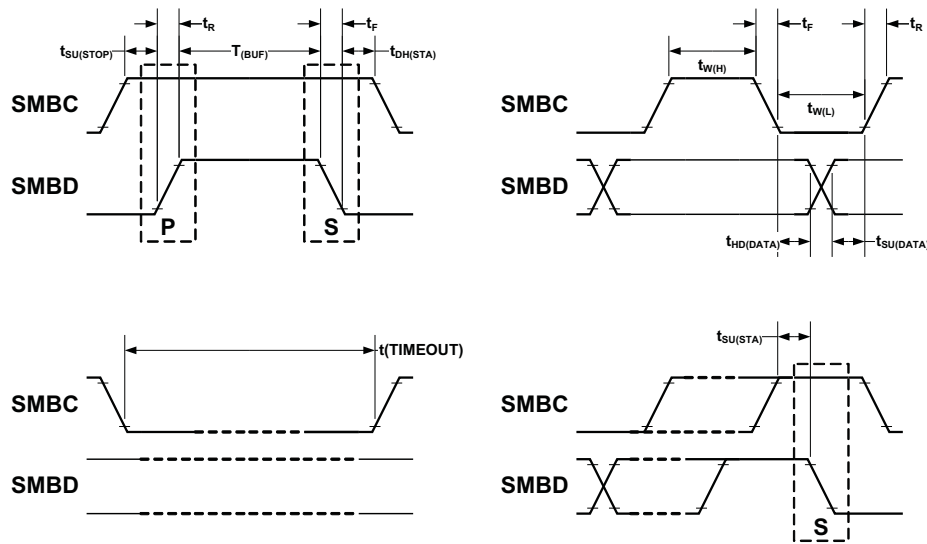 tR
tF
tSU(STOP)
T(BUF)
tDH(STA)
SMBC
SMBD
P
S
tF
tR
tW(H)
SMBC
tW(L)
SMBD
tHD(DATA)
tSU(DATA)
t(TIMEOUT)
SMBC
SMBD
tSU(STA)
SMBC
SMBD
S